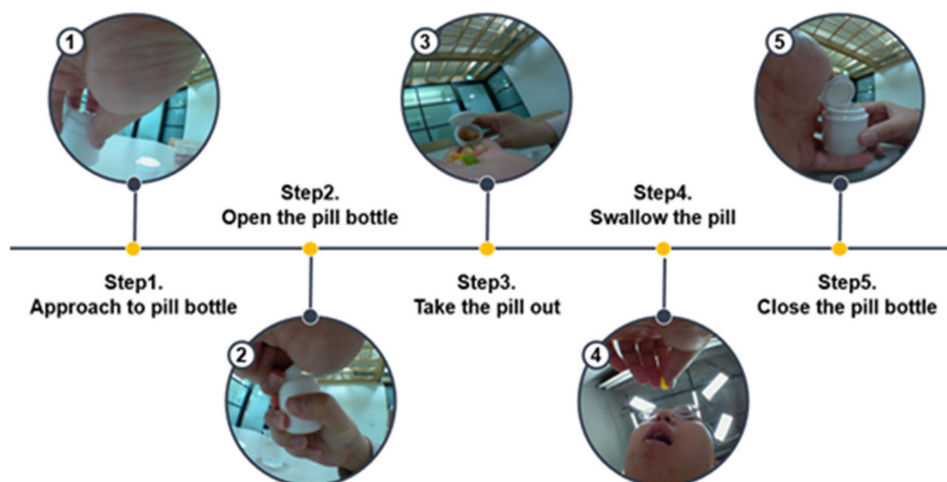 1
Step1.
Approach to pill bottle
2
Step2.
Open the pill bottle
3
Step3.
Take the pill out
4
Step4.
Swallow the pill
5
Step5.
Close the pill bottle